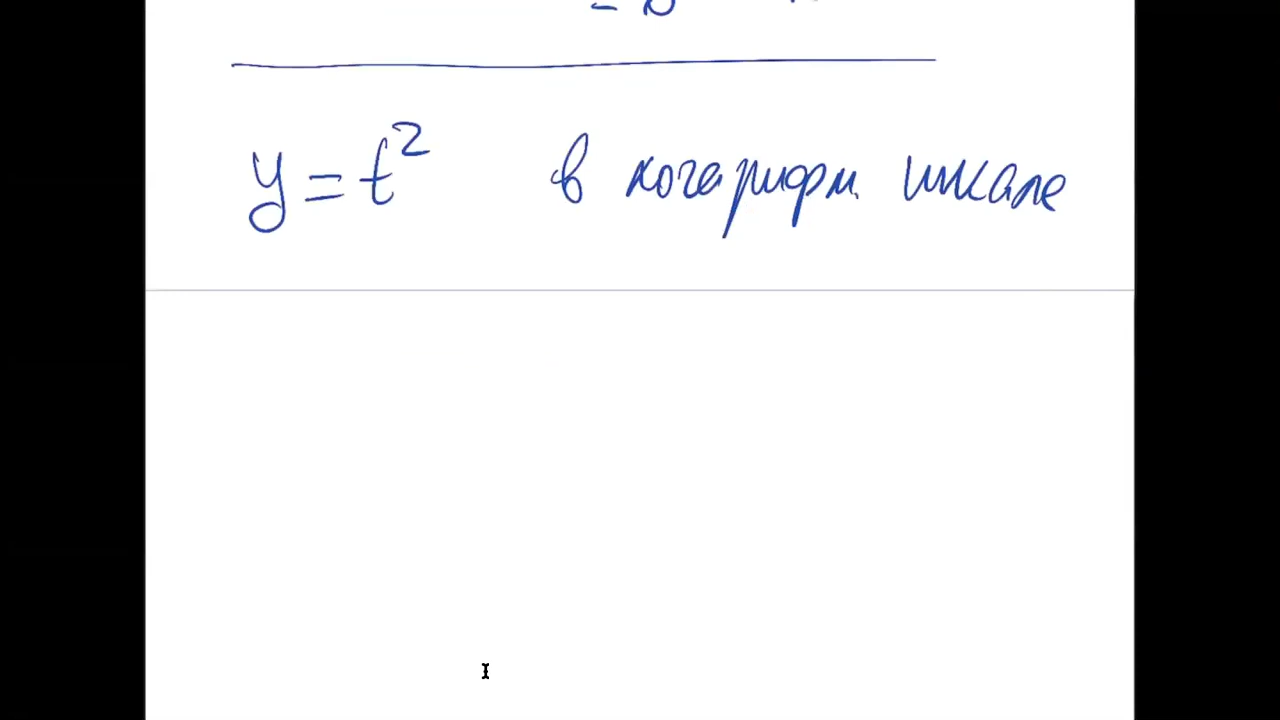 y = t² в логарифм. шкале